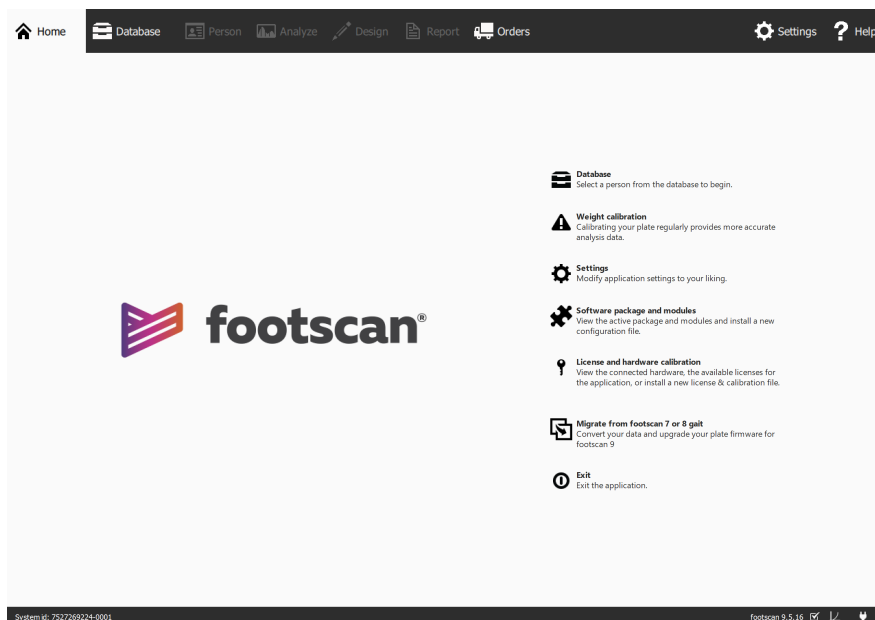 Home Database Person Analyze Design Report Orders Settings Help
Database
Select a person from the database to begin.
Weight calibration
Calibrating your plate regularly provides more accurate
analysis data.
Settings
Modify application settings to your liking.
footscan®
Software package and modules
View the active package and modules and install a new
configuration file.
License and hardware calibration
View the connected hardware, the available licenses for
the application, or install a new license & calibration file.
Migrate from footscan 7 or 8 gait
Convert your data and upgrade your plate firmware for
footscan 9
Exit
Exit the application.
System id: 7527269224-0001 footscan 9.5.16